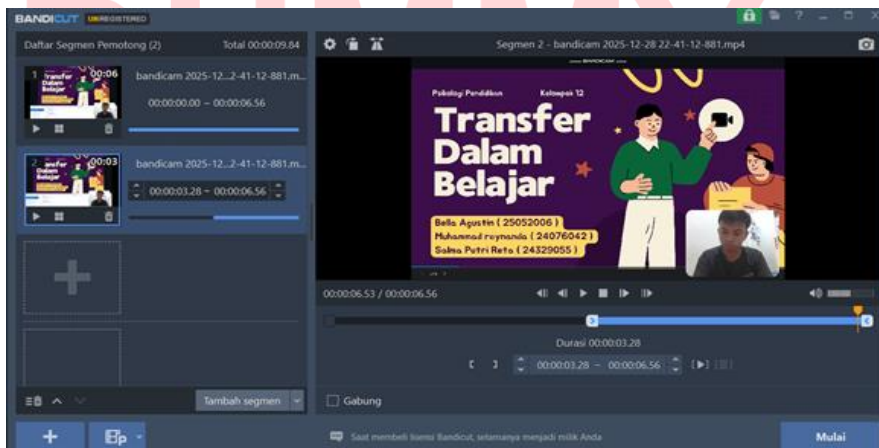 BANDICUT UNREGISTERED
Daftar Segmen Pemotong (2) Total 00:00:09.84
1 Transfer Dalam Belajar 00:06
bandicam 2025-12...2-41-12-881.m...
00:00:00.00 ~ 00:00:06.56
2 00:03
bandicam 2025-12...2-41-12-881.m...
00:00:03.28 ~ 00:00:06.56
Tambah segmen
Segmen 2 - bandicam 2025-12-28 22-41-12-881.mp4
BANDICAM
Psikologi Pendidikan Kelompok 12
Transfer
Dalam
Belajar
Bella Agustin ( 25052006 )
Muhammad reynanda ( 24076042 )
Salma Putri Reta ( 24329055 )
00:00:06.53 / 00:00:06.56
Durasi 00:00:03.28
00:00:03.28 ~ 00:00:06.56
Gabung
Saat membeli lisensi Bandicut, selamanya menjadi milik Anda
Mulai